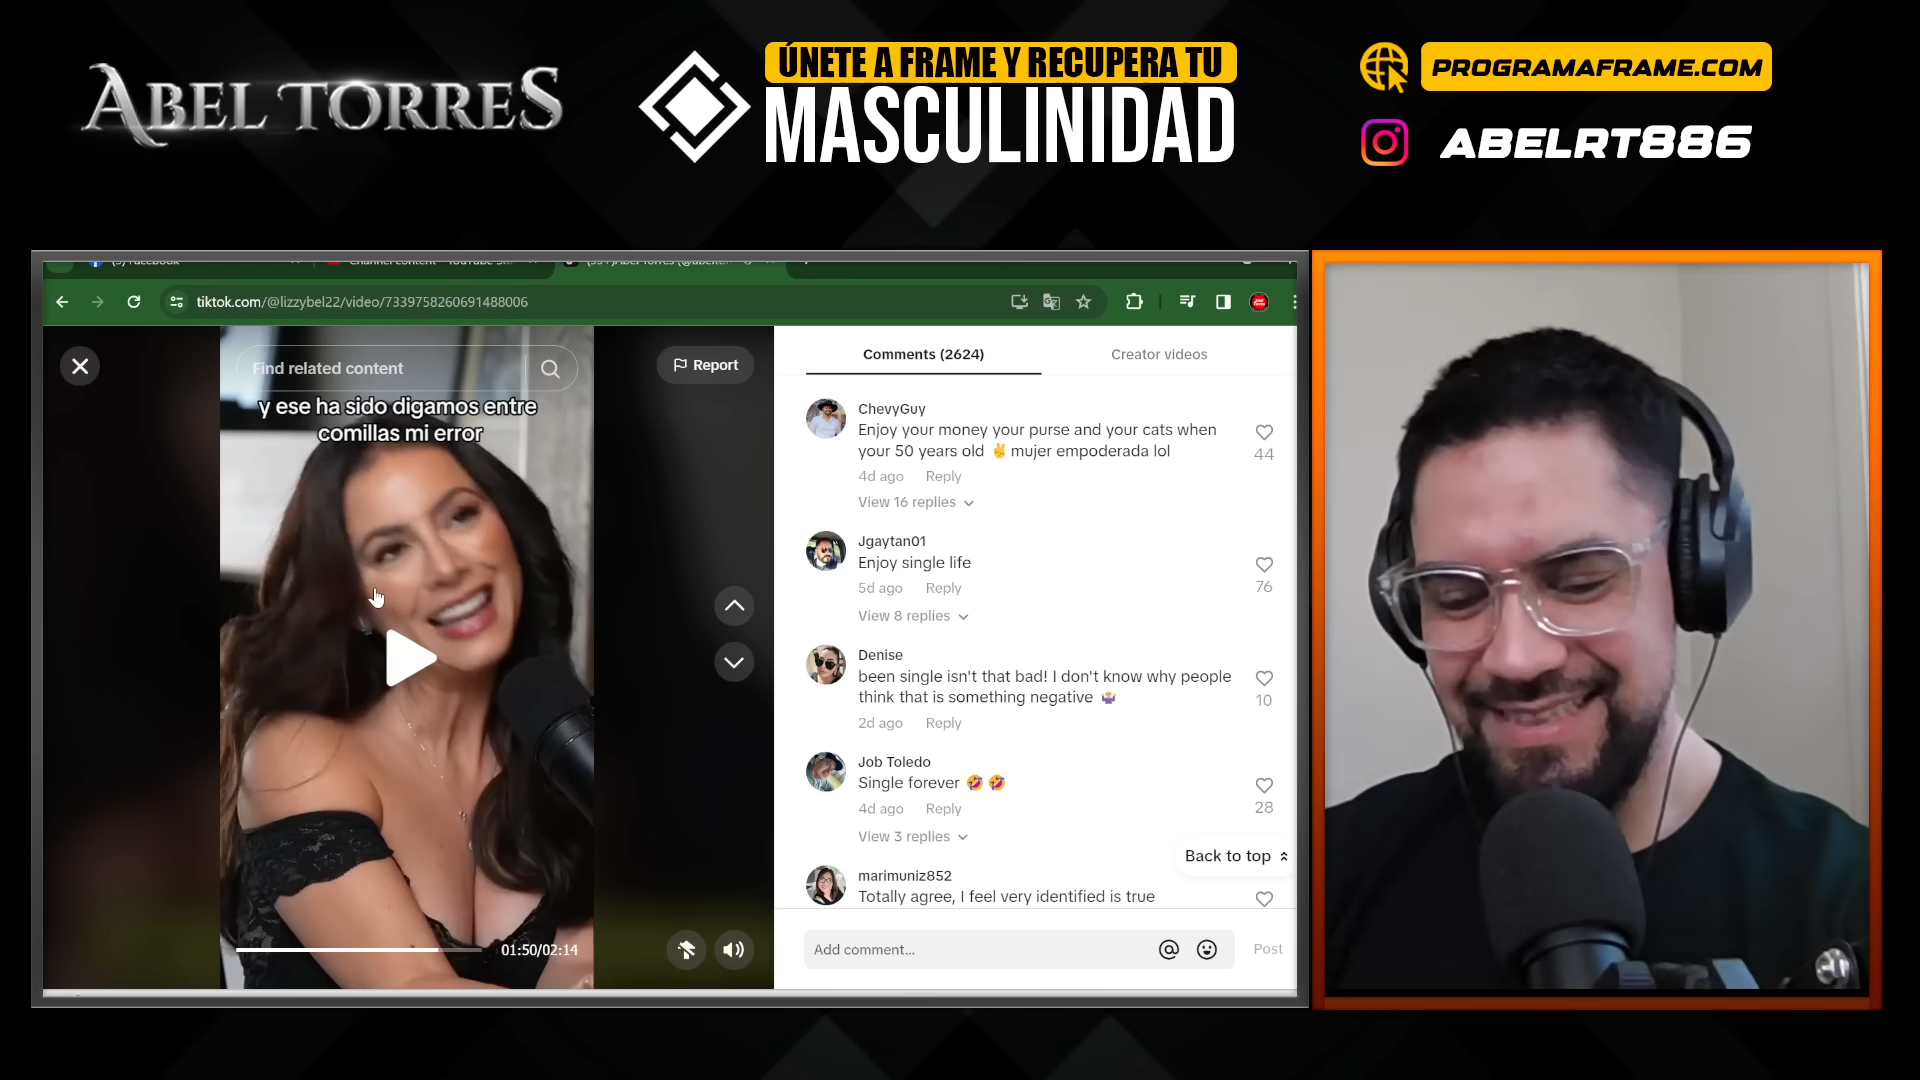 ABEL TORRES
ÚNETE A FRAME Y RECUPERA TU
MASCULINIDAD
PROGRAMAFRAME.COM
ABELRT886
tiktok.com/@lizzybel22/video/7339758260691488006
Find related content
Report
y ese ha sido digamos entre
comillas mi error
01:50/02:14
Comments (2624)
Creator videos
ChevyGuy
Enjoy your money your purse and your cats when
your 50 years old ✌️ mujer empoderada lol
44
4d ago Reply
View 16 replies
Jgaytan01
Enjoy single life
76
5d ago Reply
View 8 replies
Denise
been single isn't that bad! I don't know why people
think that is something negative 🤷🏼‍♀️
10
2d ago Reply
Job Toledo
Single forever 🤣 🤣
28
4d ago Reply
View 3 replies
Back to top
marimuniz852
Totally agree, I feel very identified is true
Add comment...
Post